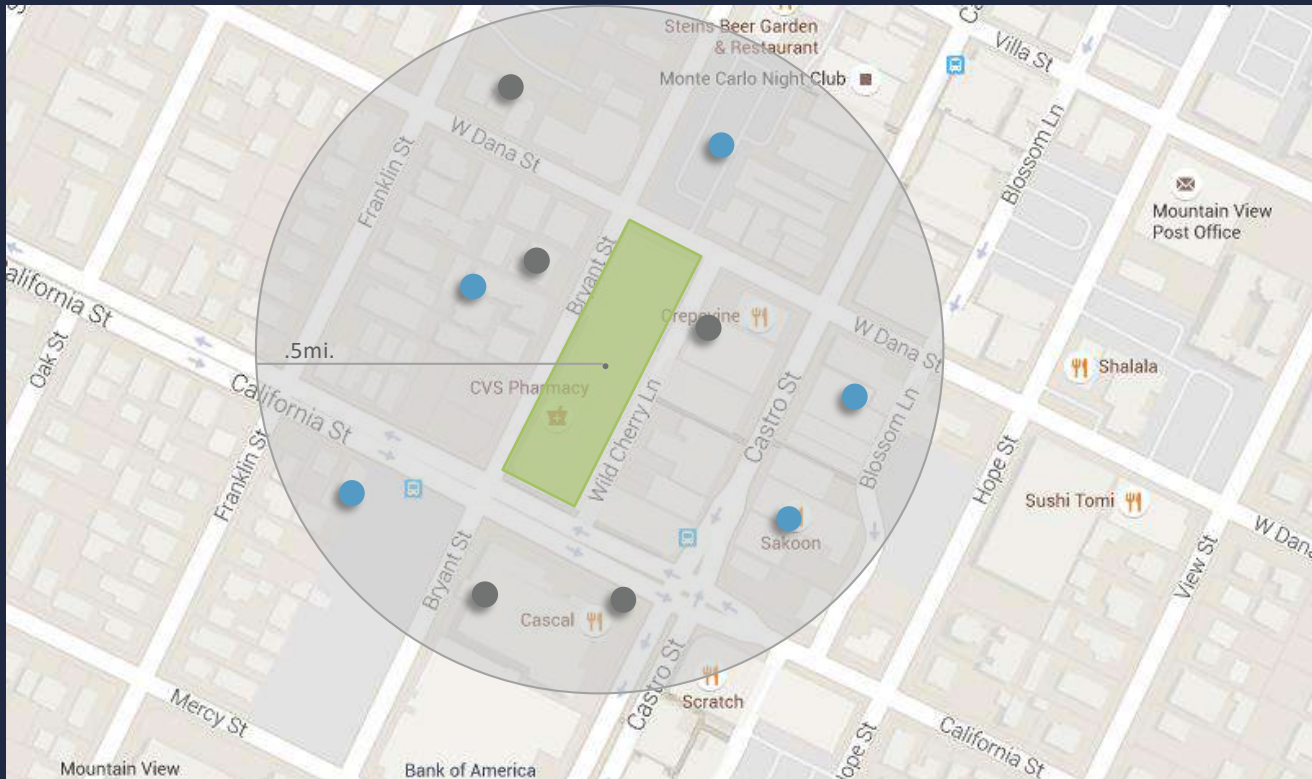 Steins Beer Garden
& Restaurant
Monte Carlo Night Club
Villa St
W Dana St
Franklin St
Blossom Ln
Mountain View
Post Office
Bryant St
California St
Crepevine
W Dana St
Oak St
.5mi.
CVS Pharmacy
California St
Shalala
Castro St
Wild Cherry Ln
Blossom Ln
Hope St
Franklin St
Sushi Tomi
Sakoon
W Dana
View St
Bryant St
Cascal
Castro St
Scratch
Mercy St
California St
Hope St
Mountain View
Bank of America